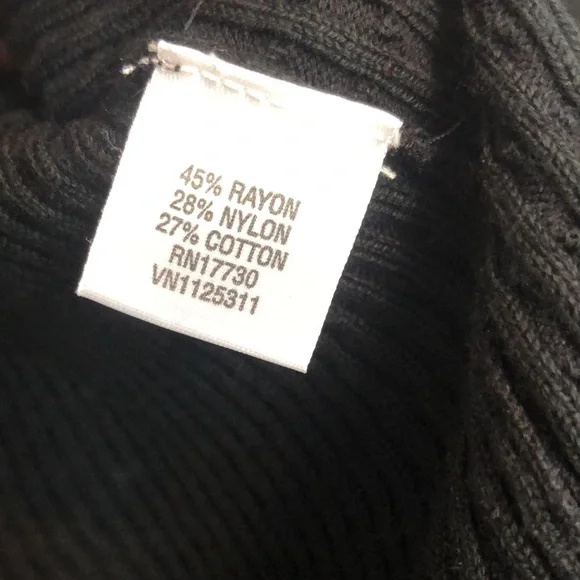 45% RAYON
28% NYLON
27% COTTON
RN17730
VN1125311